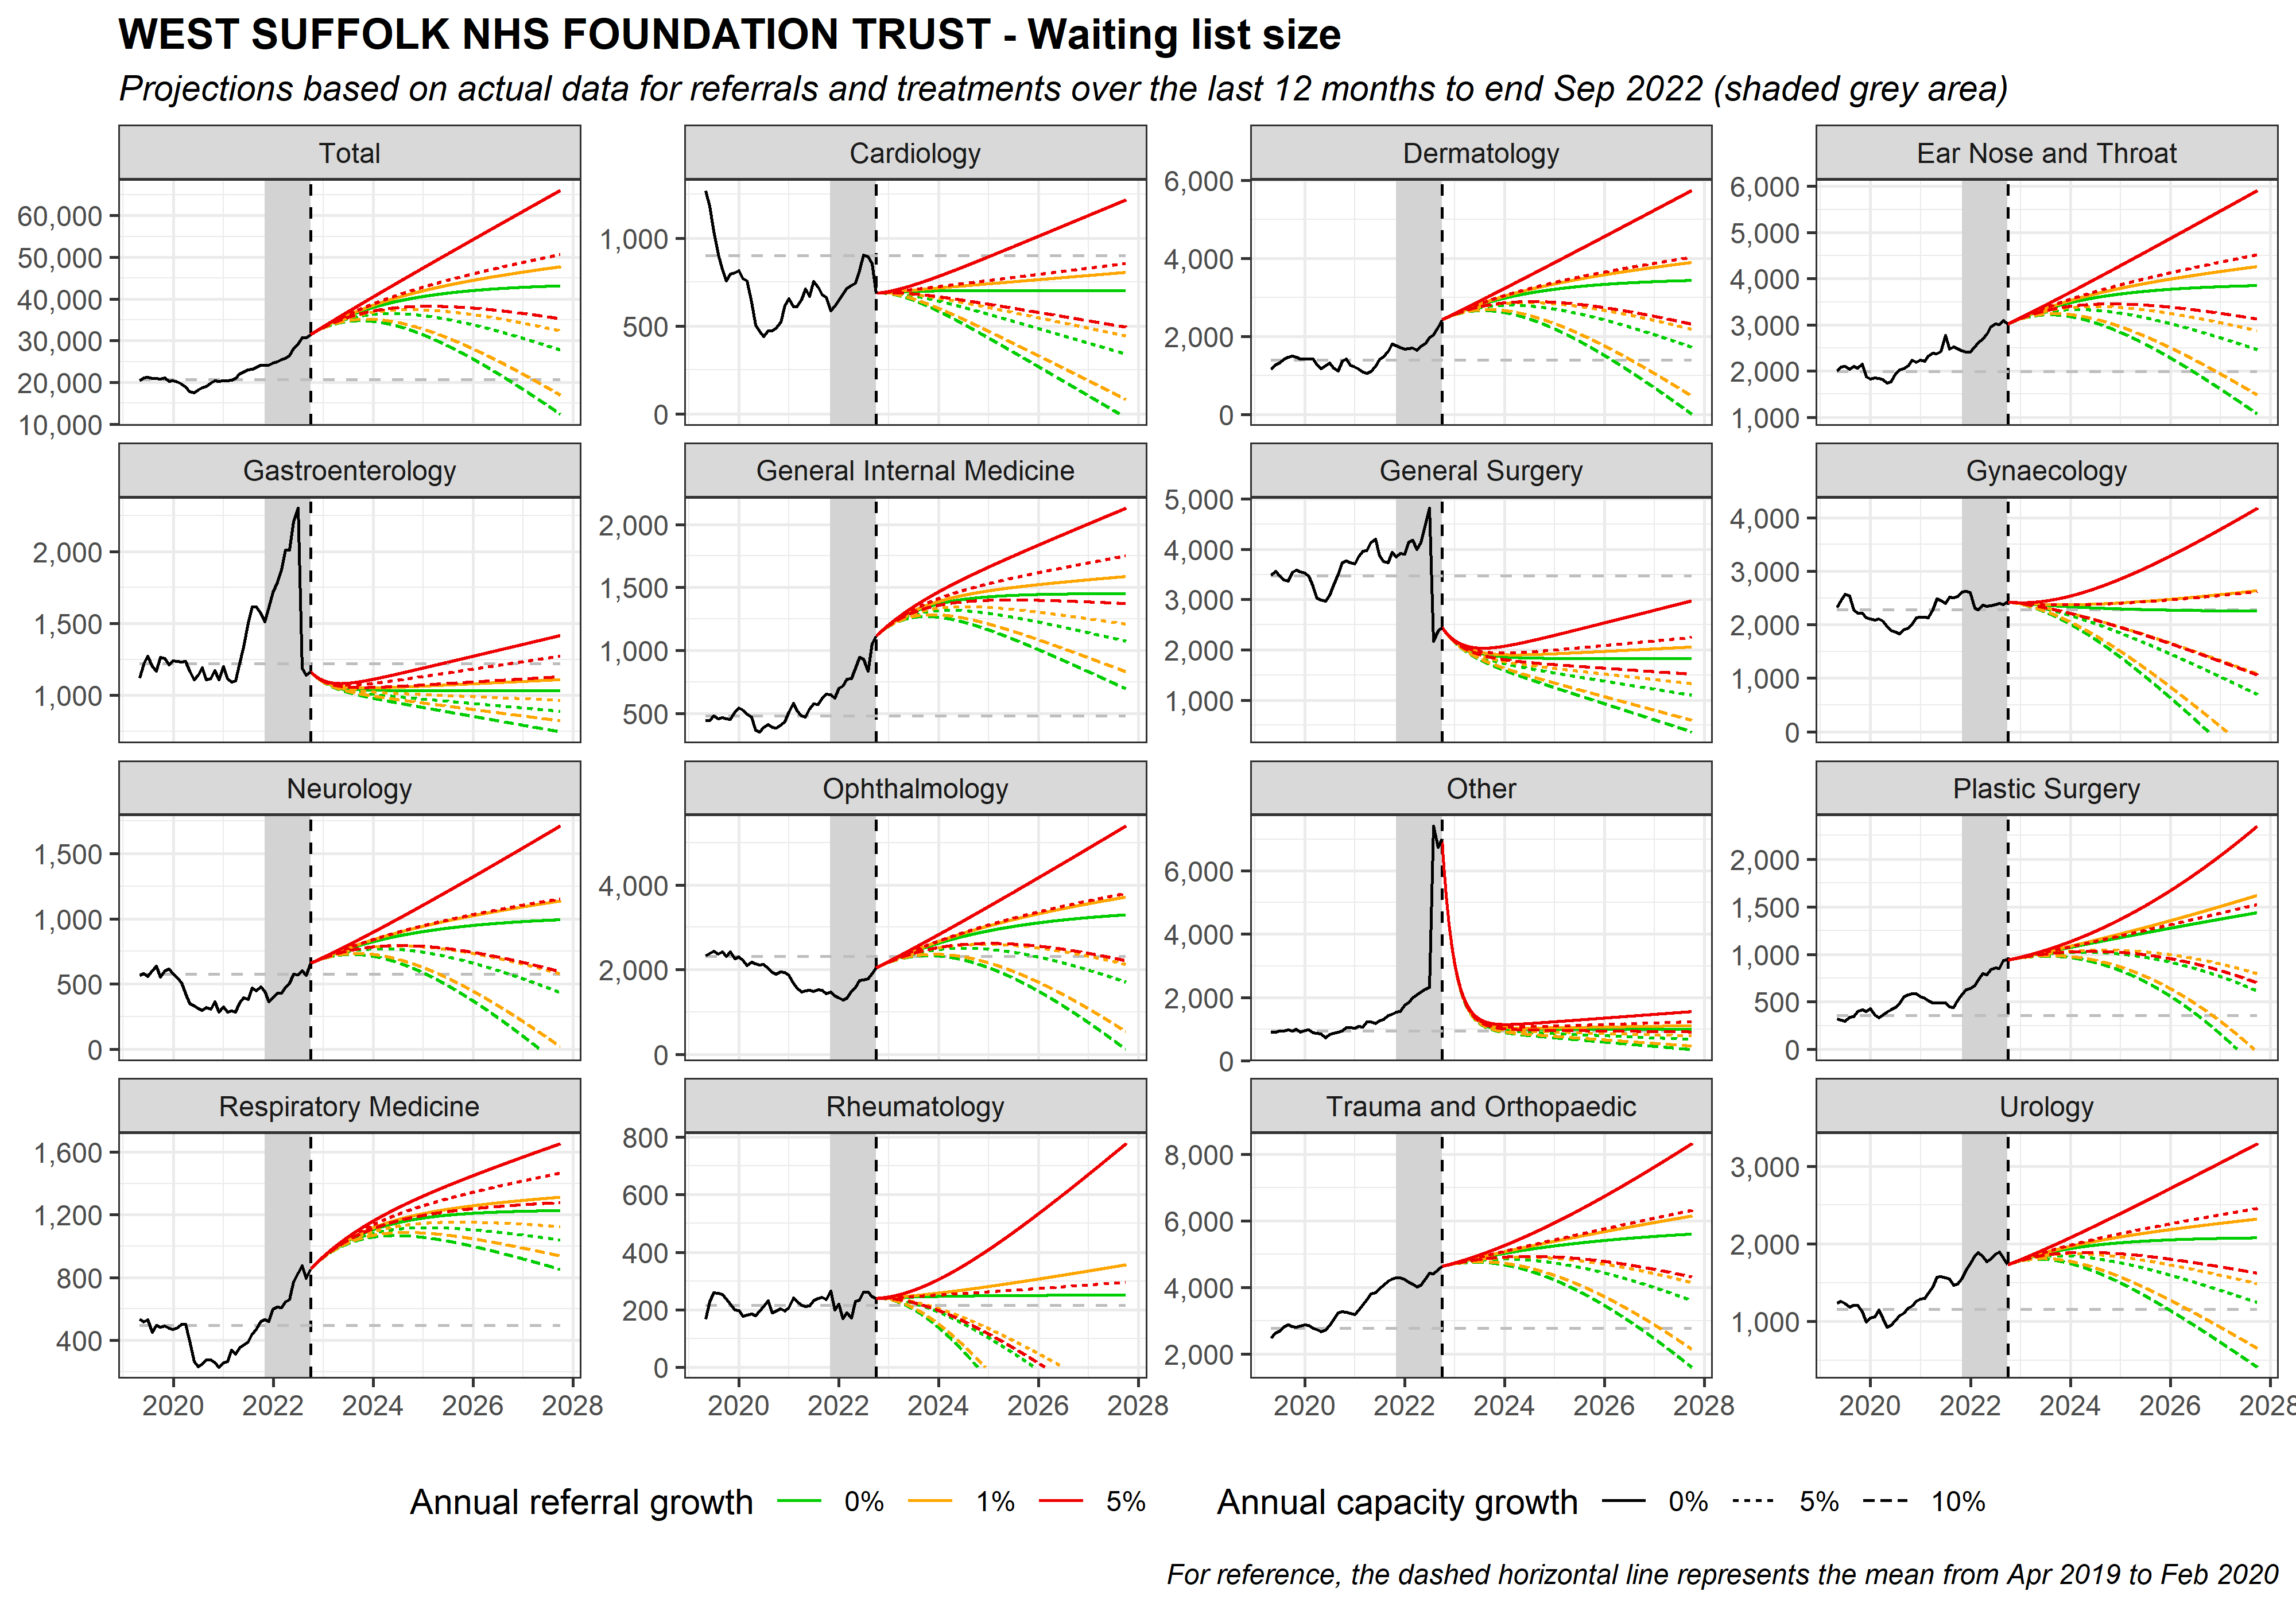 WEST SUFFOLK NHS FOUNDATION TRUST - Waiting list size
Projections based on actual data for referrals and treatments over the last 12 months to end Sep 2022 (shaded grey area)
Total
Cardiology
Dermatology
Ear Nose and Throat
60,000
50,000
40,000
30,000
20,000
10,000
1,000
500
0
6,000
4,000
2,000
0
6,000
5,000
4,000
3,000
2,000
1,000
Gastroenterology
General Internal Medicine
General Surgery
Gynaecology
2,000
1,500
1,000
2,000
1,500
1,000
500
5,000
4,000
3,000
2,000
1,000
4,000
3,000
2,000
1,000
0
Neurology
Ophthalmology
Other
Plastic Surgery
1,500
1,000
500
0
4,000
2,000
0
6,000
4,000
2,000
0
2,000
1,500
1,000
500
0
Respiratory Medicine
Rheumatology
Trauma and Orthopaedic
Urology
1,600
1,200
800
400
800
600
400
200
0
8,000
6,000
4,000
2,000
3,000
2,000
1,000
2020 2022 2024 2026 2028
2020 2022 2024 2026 2028
2020 2022 2024 2026 2028
2020 2022 2024 2026 2028
Annual referral growth 0% 1% 5%
Annual capacity growth 0% 5% 10%
For reference, the dashed horizontal line represents the mean from Apr 2019 to Feb 2020